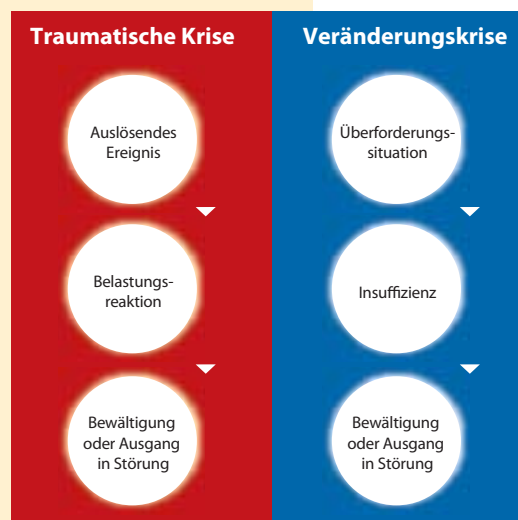 Traumatische Krise
Auslösendes
Ereignis
Belastungs-
reaktion
Bewältigung
oder Ausgang
in Störung
Veränderungskrise
Überforderungs-
situation
Insuffizienz
Bewältigung
oder Ausgang
in Störung